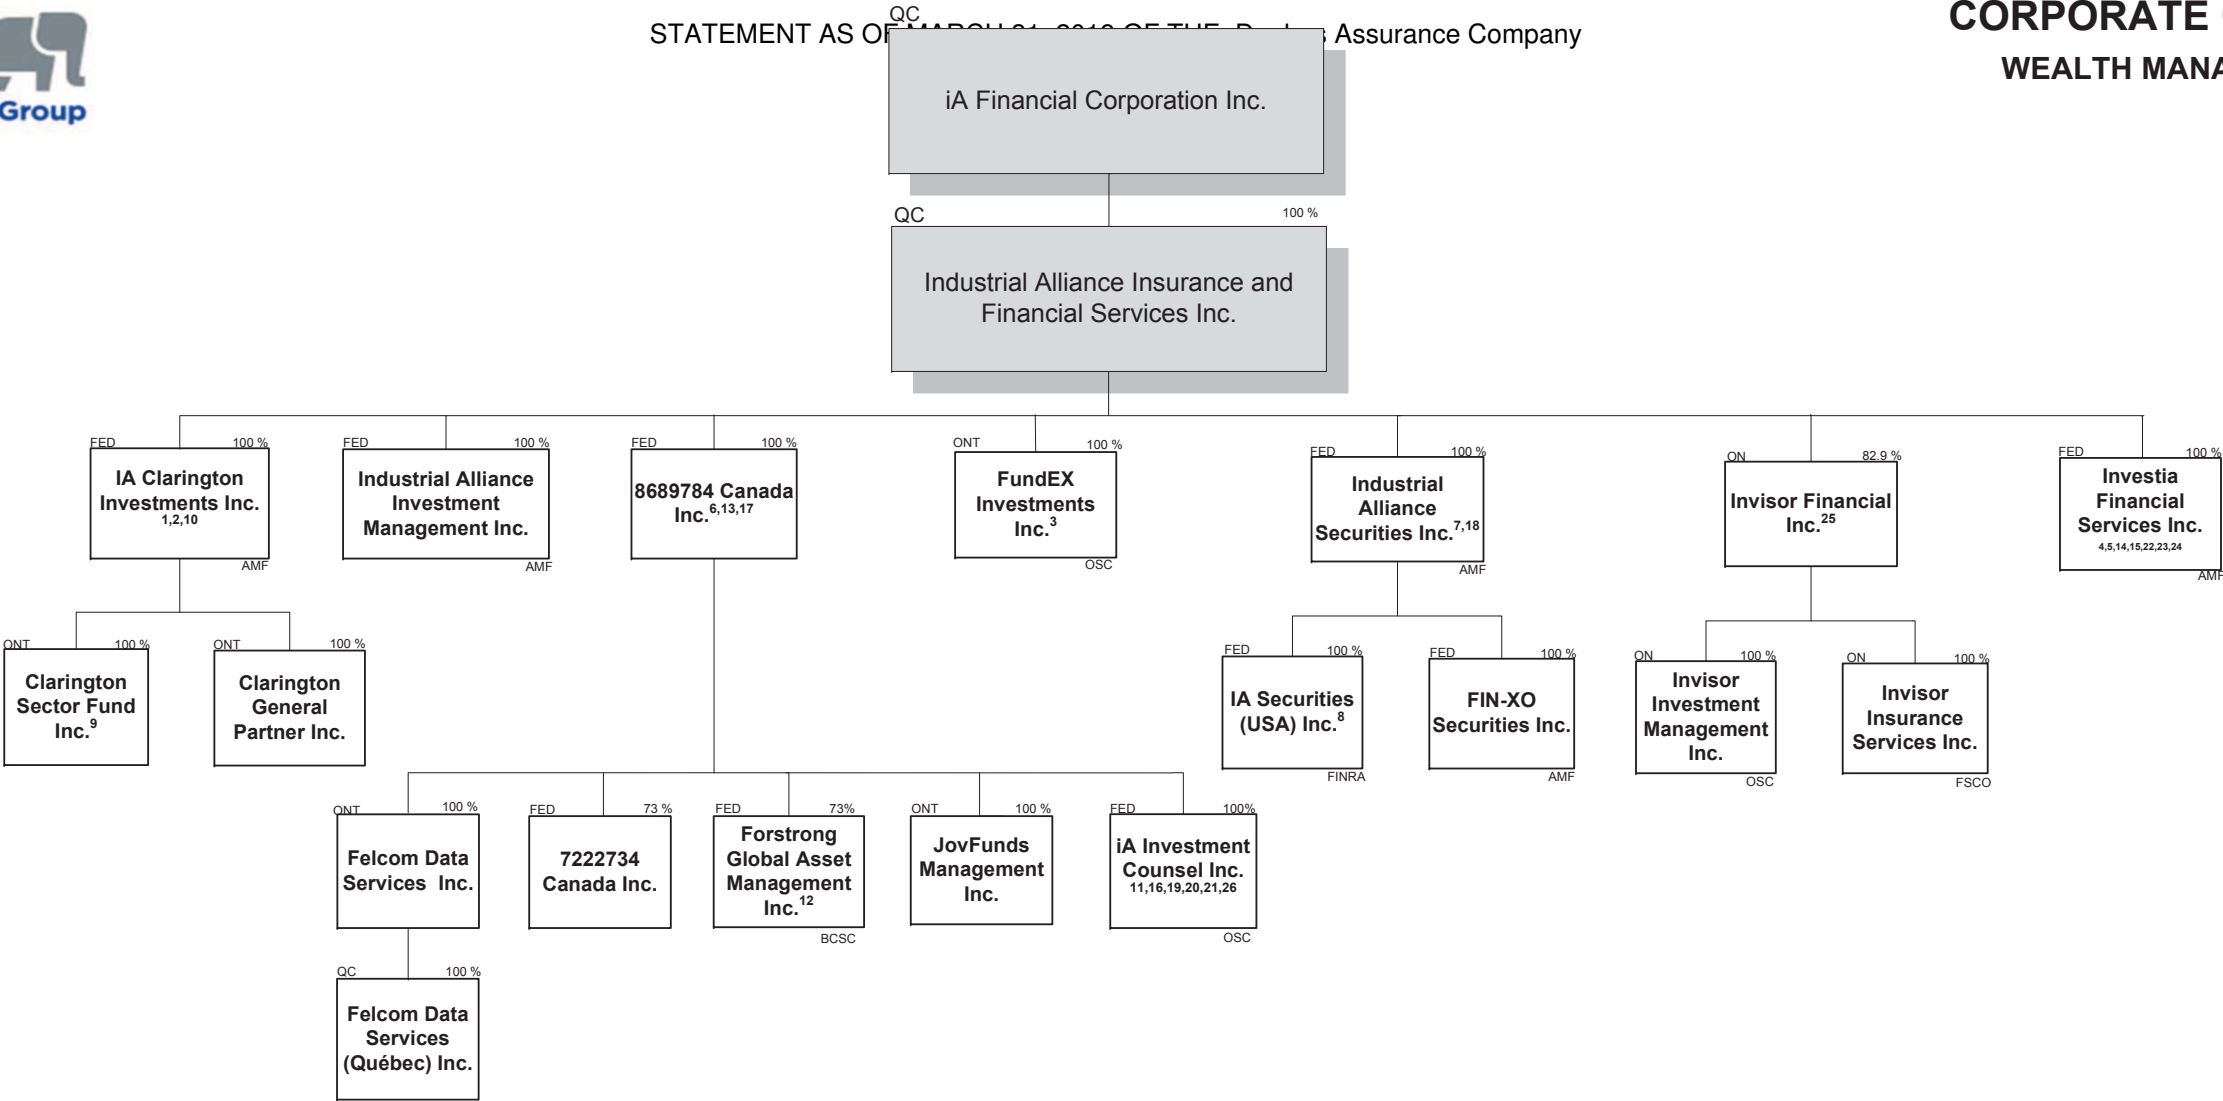 QC
STATEMENT AS OF THE Assurance Company
CORPORATE
WEALTH
Group
iA Financial Corporation Inc.
QC 100 %
Industrial Alliance Insurance and
Financial Services Inc.
FED 100 %
IA Clarington
Investments Inc.
1,2,10
AMF
FED 100 %
Industrial Alliance
Investment
Management Inc.
AMF
FED 100 %
8689784 Canada
Inc.6,13,17
ONT 100 %
FundEX
Investments
Inc.3
OSC
FED 100 %
Industrial
Alliance
Securities Inc.7,18
AMF
ON 82.9 %
Invisor Financial
Inc.25
FED 100 %
Investia
Financial
Services Inc.
4,5,14,15,22,23,24
AMF
ONT 100 %
Clarington
Sector Fund
Inc.9
ONT 100 %
Clarington
General
Partner Inc.
FED 100 %
IA Securities
(USA) Inc.8
FINRA
FED 100 %
FIN-XO
Securities Inc.
AMF
ON 100 %
Invisor
Investment
Management
Inc.
OSC
ON 100 %
Invisor
Insurance
Services Inc.
FSCO
ONT 100 %
Felcom Data
Services Inc.
FED 73 %
7222734
Canada Inc.
FED 73%
Forstrong
Global Asset
Management
Inc.12
BCSC
ONT 100 %
JovFunds
Management
Inc.
FED 100%
iA Investment
Counsel Inc.
11,16,19,20,21,26
OSC
QC 100 %
Felcom Data
Services
(Québec) Inc.